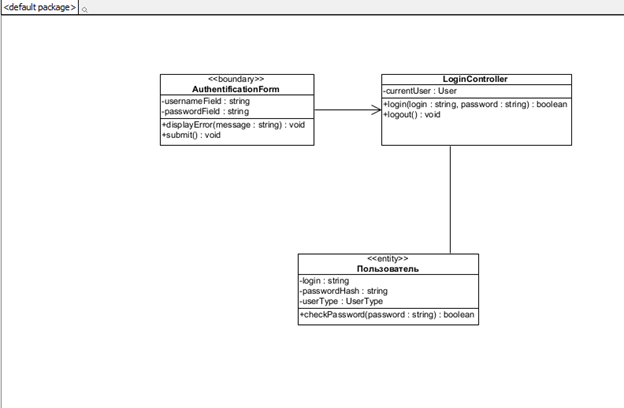 <default package>
<<boundary>>
AuthentificationForm
-usernameField : string
-passwordField : string
+displayError(message : string) : void
+submit() : void
LoginController
-currentUser : User
+login(login : string, password : string) : boolean
+logout() : void
<<entity>>
Пользователь
-login : string
-passwordHash : string
-userType : UserType
+checkPassword(password : string) : boolean